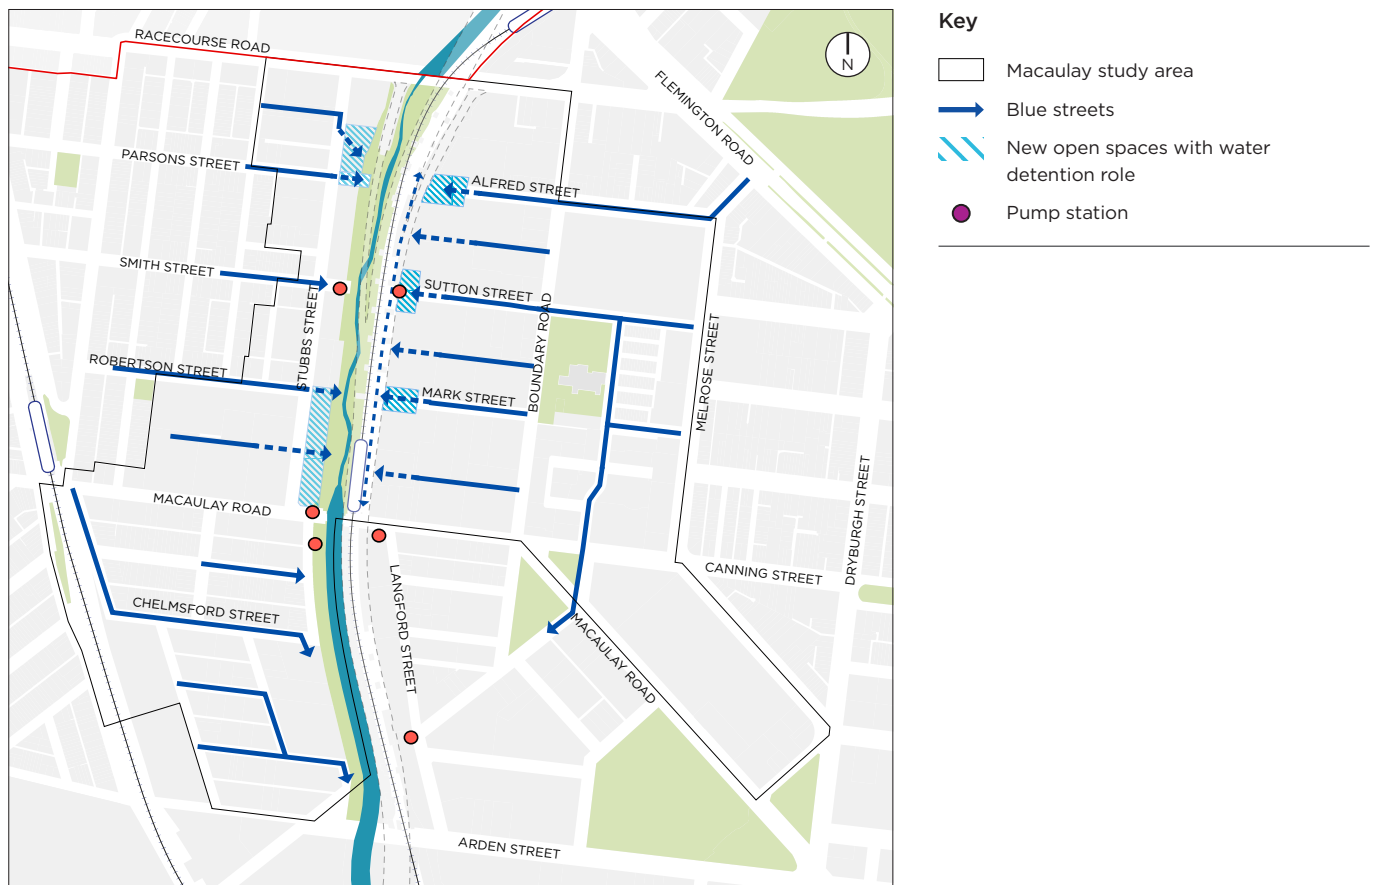 RACECOURSE ROAD
N
FLEMINGTON ROAD
PARSONS STREET
ALFRED STREET
SMITH STREET
SUTTON STREET
STUBBS STREET
BOUNDARY ROAD
MELROSE STREET
ROBERTSON STREET
MARK STREET
MACAULAY ROAD
DRYBURGH STREET
CANNING STREET
LANGFORD STREET
CHELMSFORD STREET
MACAULAY ROAD
ARDEN STREET
Key
Macaulay study area
Blue streets
New open spaces with water
detention role
Pump station